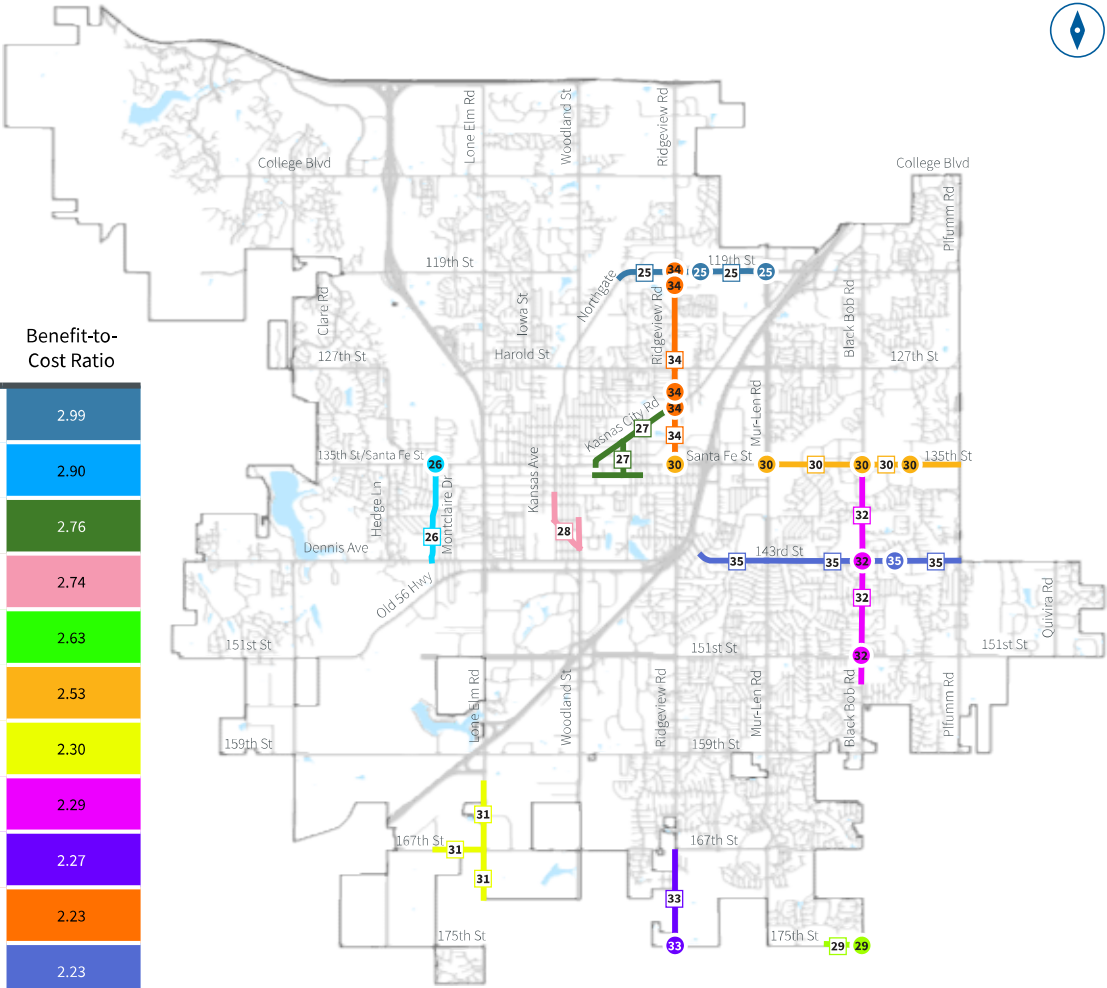 Lone Elm Rd
Woodland St
Ridgeview Rd
College Blvd
College Blvd
Pflfumm Rd
119th St
119th St
25
34
25
25
25
34
Northgate
Clare Rd
Iowa St
Ridgeview Rd
Black Bob Rd
Benefit-to-
Cost Ratio
127th St
Harold St
34
127th St
34
Mur-Len Rd
34
Kasnas City Rd
27
34
2.99
135th St/Santa Fe St
26
27
30
Santa Fe St
30
30
30
30
30
135th St
2.90
Hedge Ln
Montclaire Dr
Kansas Ave
32
2.76
26
28
Dennis Ave
143rd St
35
35
32
35
35
2.74
Old 56 Hwy
32
Quivira Rd
2.63
151st St
151st St
151st St
32
2.53
Lone Elm Rd
Woodland St
Ridgeview Rd
Mur-Len Rd
Black Bob Rd
Pflfumm Rd
2.30
159th St
159th St
2.29
31
167th St
31
167th St
2.27
31
33
2.23
175th St
33
175th St
29
29
2.23